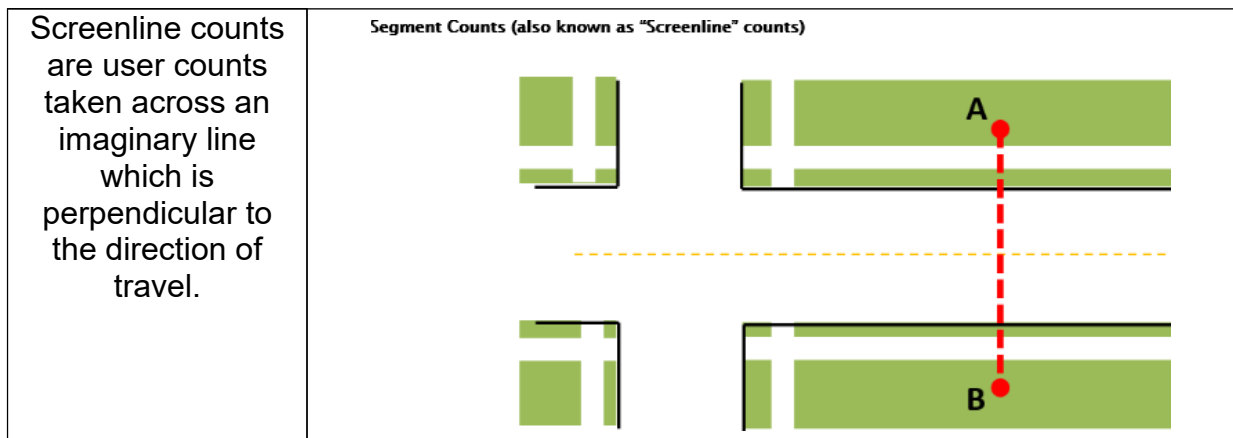 Screenline counts
are user counts
taken across an
imaginary line
which is
perpendicular to
the direction of
travel.
Segment Counts (also known as "Screenline" counts)
A
B